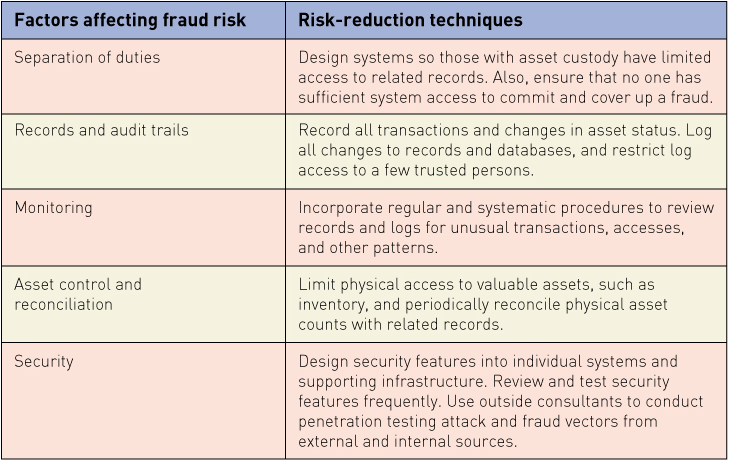 Factors affecting fraud risk
Risk-reduction techniques
Separation of duties
Design systems so those with asset custody have limited
access to related records. Also, ensure that no one has
sufficient system access to commit and cover up a fraud.
Records and audit trails
Record all transactions and changes in asset status. Log
all changes to records and databases, and restrict log
access to a few trusted persons.
Monitoring
Incorporate regular and systematic procedures to review
records and logs for unusual transactions, accesses,
and other patterns.
Asset control and
reconciliation
Limit physical access to valuable assets, such as
inventory, and periodically reconcile physical asset
counts with related records.
Security
Design security features into individual systems and
supporting infrastructure. Review and test security
features frequently. Use outside consultants to conduct
penetration testing attack and fraud vectors from
external and internal sources.